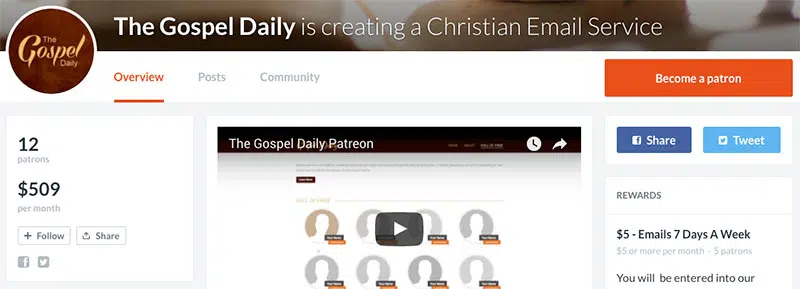 The Gospel Daily is creating a Christian Email Service
The
Gospel
Daily
Overview Posts Community
Become a patron
12
patrons
$509
per month
Follow Share
The Gospel Daily Patreon
HALL OF FAME
Share Tweet
REWARDS
$5 - Emails 7 Days A Week
$5 or more per month · 5 patrons
You will be entered into our